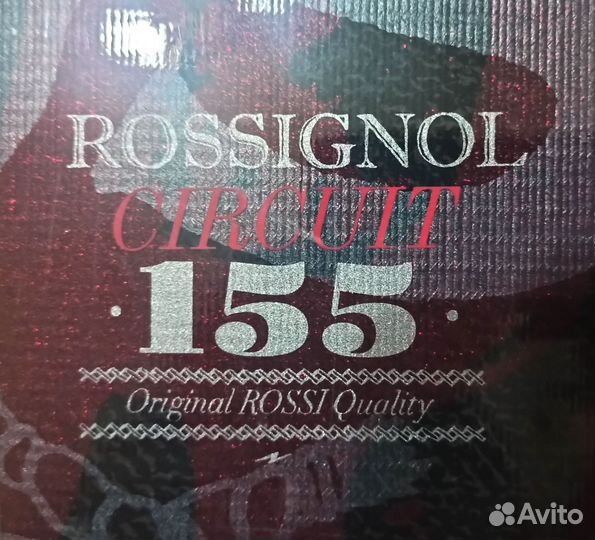 ROSSIGNOL
CIRCUIT
· 155 ·
Original ROSSI Quality
Avito